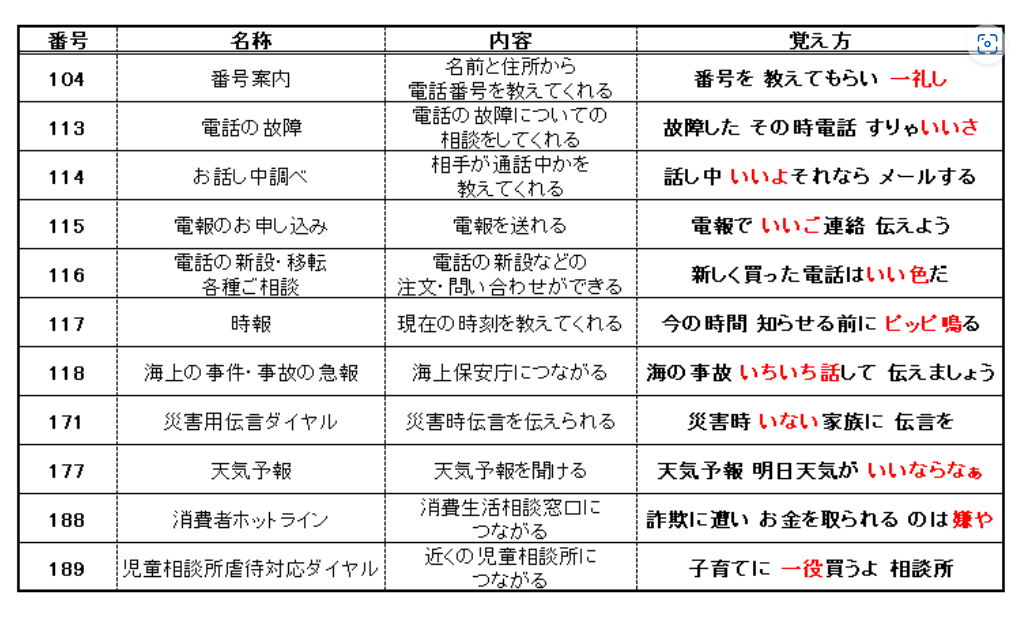 番号 名称 内容 覚え方
104 番号案内 名前と住所から
電話番号を教えてくれる 番号を 教えてもらい 一礼し
113 電話の故障 電話の故障についての
相談をしてくれる 故障した その時電話 すりゃいいさ
114 お話し中調べ 相手が通話中かを
教えてくれる 話し中 いいよそれなら メールする
115 電報のお申し込み 電報を送れる 電報で いいご連絡 伝えよう
116 電話の新設・移転
各種ご相談 電話の新設などの
注文・問い合わせができる 新しく買った電話はいい色だ
117 時報 現在の時刻を教えてくれる 今の時間 知らせる前に ピッピ鳴る
118 海上の事件・事故の急報 海上保安庁につながる 海の事故 いちいち話して 伝えましょう
171 災害用伝言ダイヤル 災害時伝言を伝えられる 災害時 いない家族に 伝言を
177 天気予報 天気予報を聞ける 天気予報 明日天気が いいならなぁ
188 消費者ホットライン 消費生活相談窓口に
つながる 詐欺に遭い お金を取られる のは嫌や
189 児童相談所虐待対応ダイヤル 近くの児童相談所に
つながる 子育てに 一役買うよ 相談所